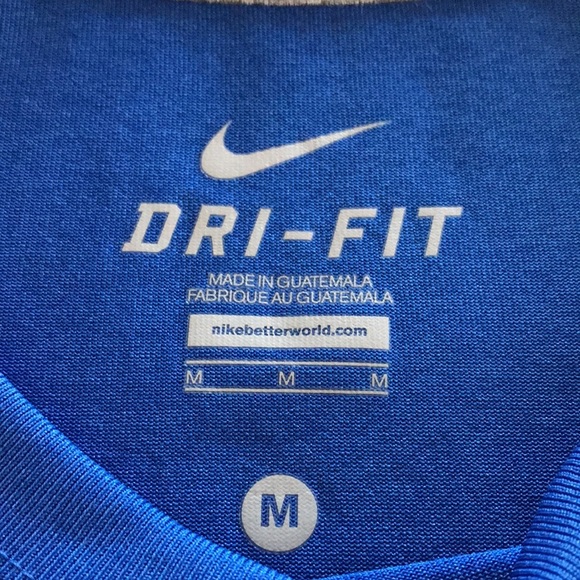 DRI-FIT
MADE IN GUATEMALA
FABRIQUE AU GUATEMALA
nikebetterworld.com
M M M
M